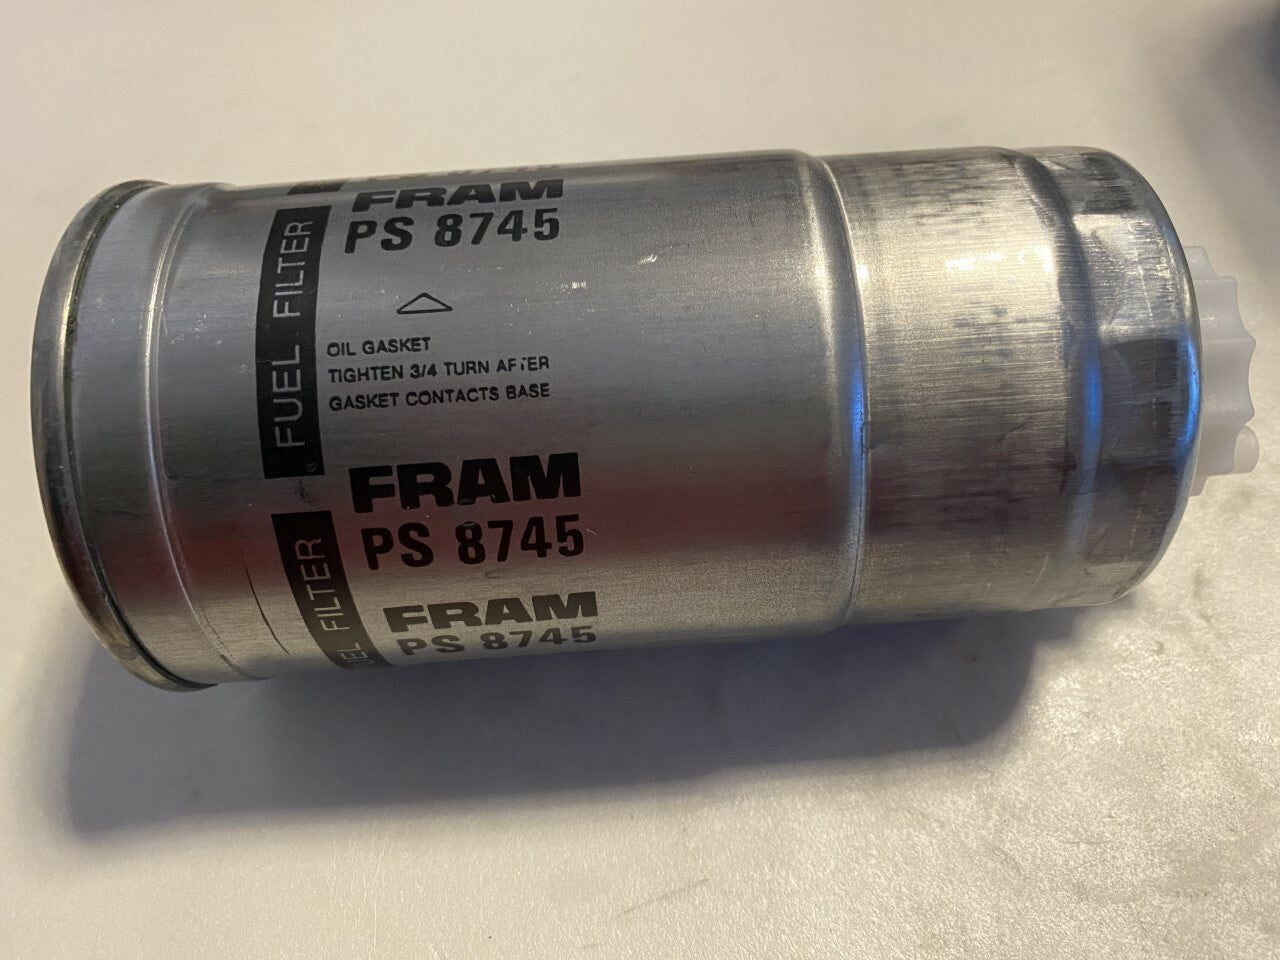 FRAM
PS 8745
FUEL FILTER
OIL GASKET
TIGHTEN 3/4 TURN AFTER
GASKET CONTACTS BASE
FRAM
PS 8745
FUEL FILTER
FRAM
PS 8745